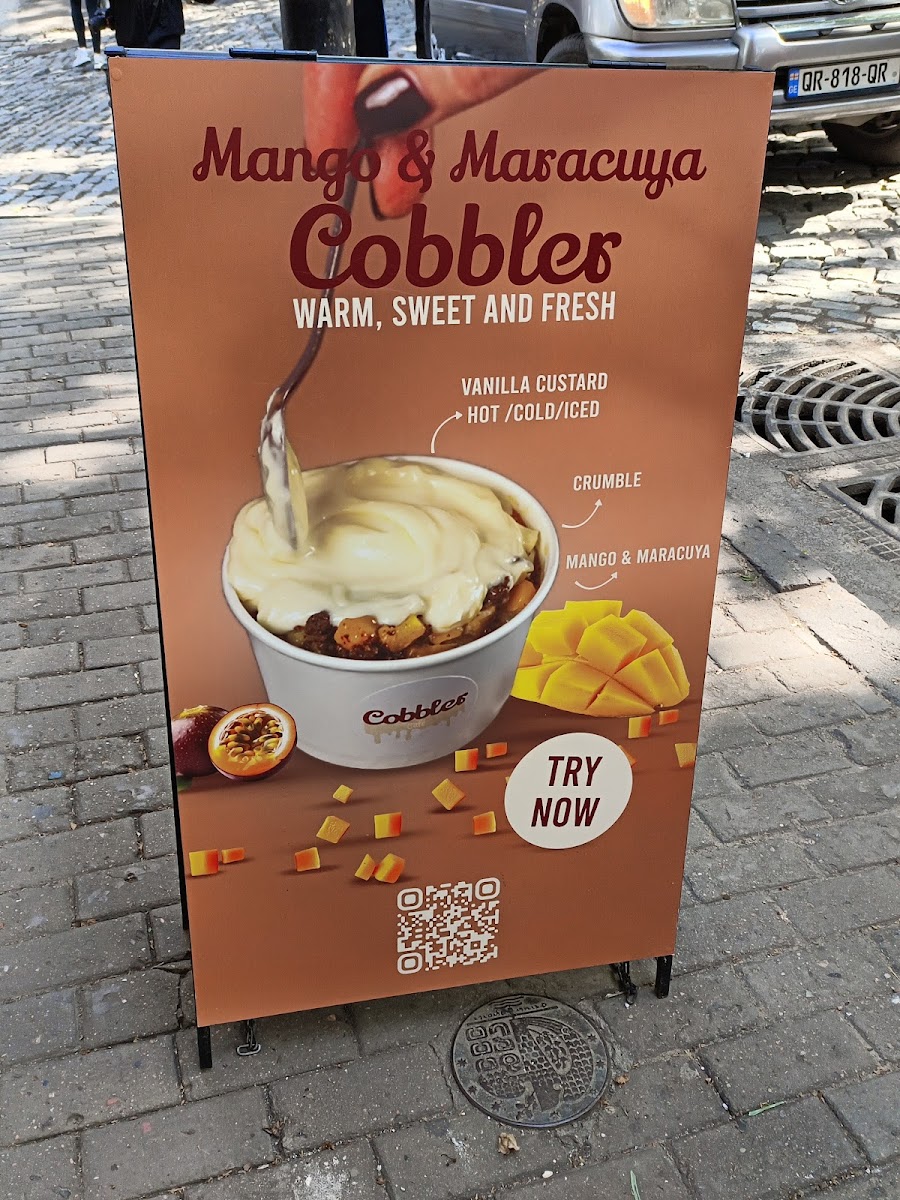 QR-818-QR
GE
Mango & Maracuya
Cobbler
WARM, SWEET AND FRESH
VANILLA CUSTARD
HOT /COLD/ICED
CRUMBLE
MANGO & MARACUYA
Cobbler
TRY
NOW